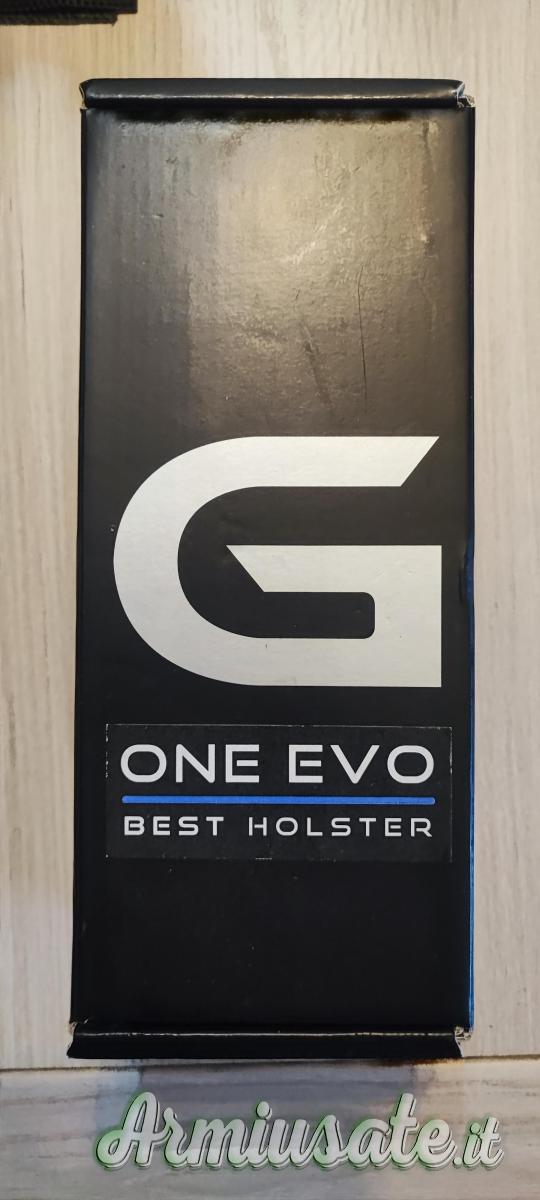 G
ONE EVO
BEST HOLSTER
Armiusate.it